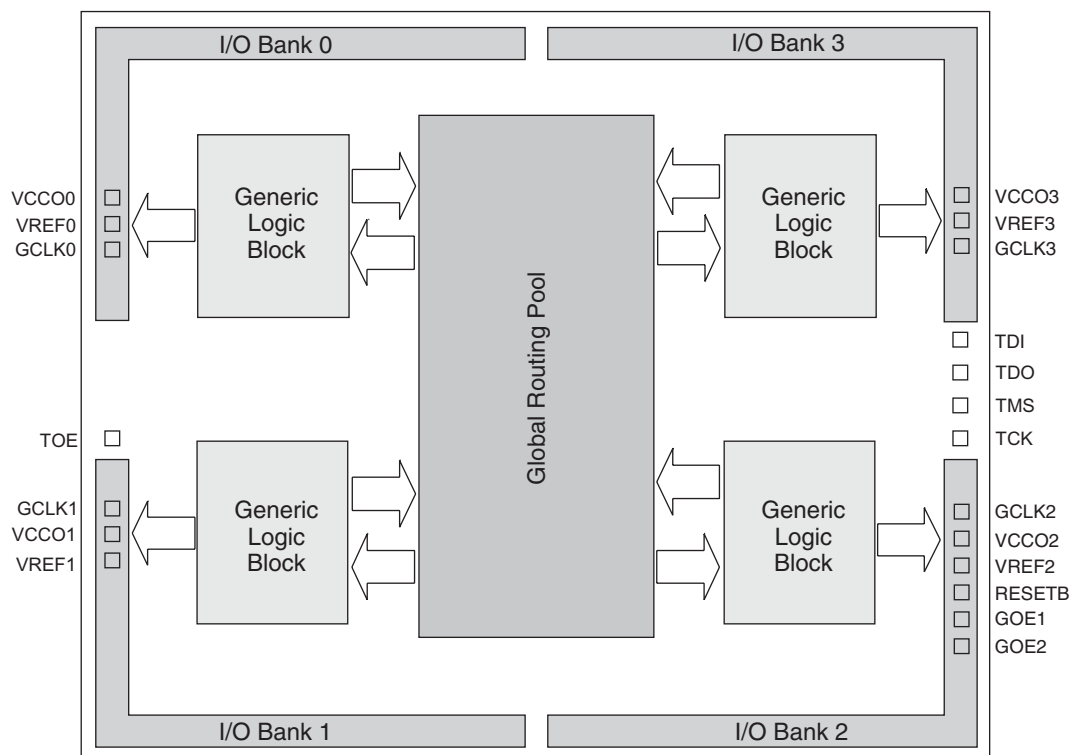 I/O Bank 0
I/O Bank 3
VCCO0
VREF0
GCLK0
Generic
Logic
Block
Global Routing Pool
Generic
Logic
Block
VCCO3
VREF3
GCLK3
TDI
TDO
TMS
TCK
TOE
GCLK1
VCCO1
VREF1
Generic
Logic
Block
Generic
Logic
Block
GCLK2
VCCO2
VREF2
RESETB
GOE1
GOE2
I/O Bank 1
I/O Bank 2